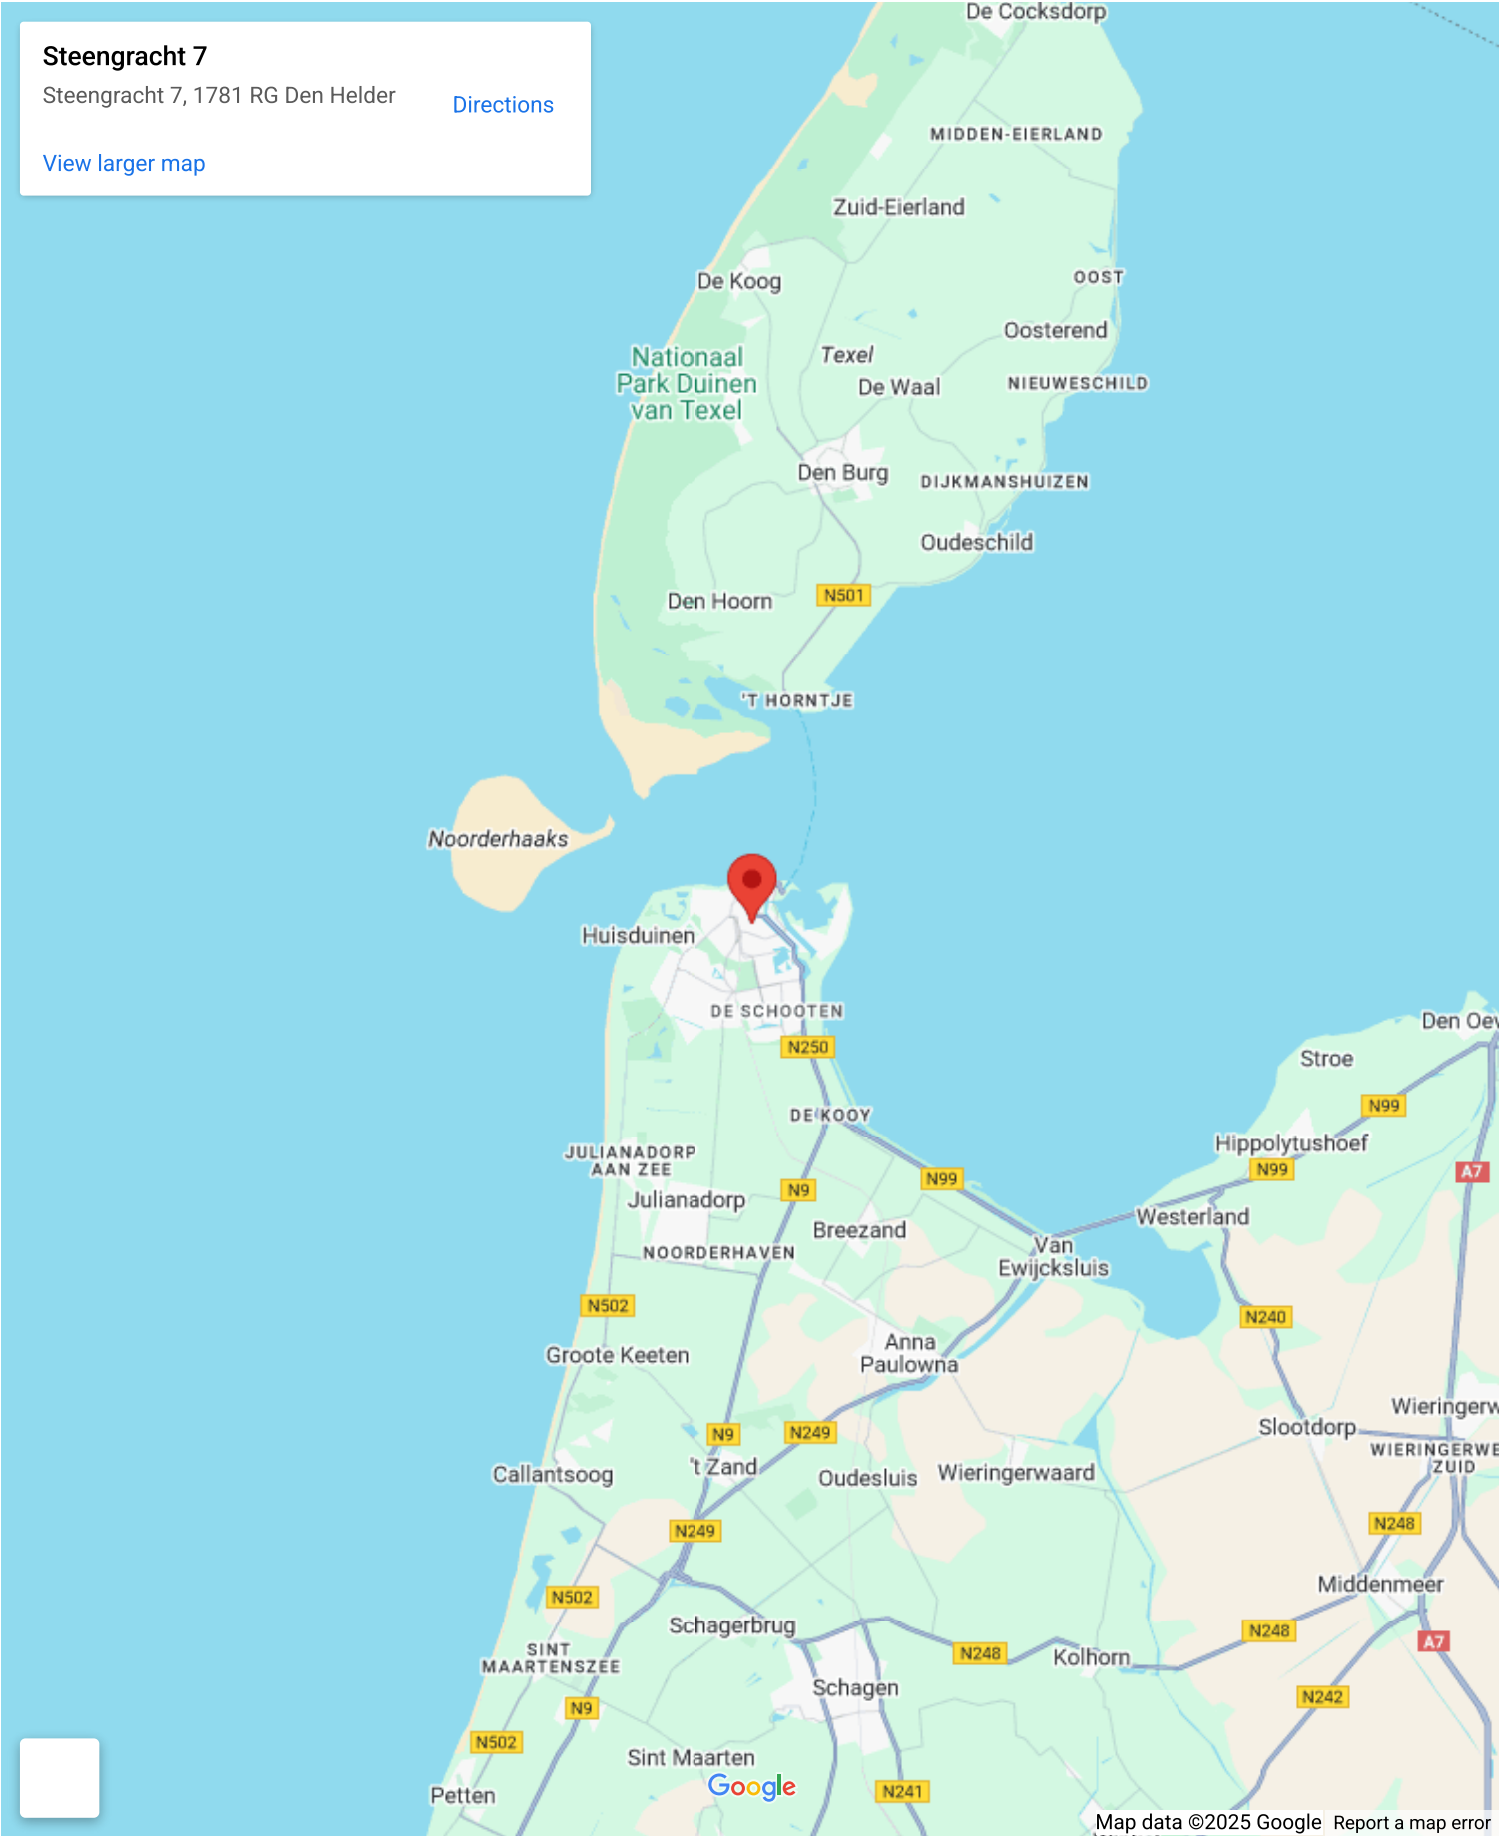 Steengracht 7
Steengracht 7, 1781 RG Den Helder
Directions
View larger map
De Cocksdorp
MIDDEN-EIERLAND
Zuid-Eierland
De Koog
OOST
Oosterend
Texel
Nationaal
Park Duinen
van Texel
De Waal
NIEUWESCHILD
Den Burg
DIJKMANSHUIZEN
Oudeschild
Den Hoorn
N501
'T HORNTJE
Noorderhaaks
Huisduinen
DE SCHOOTEN
Den Oev
N250
Stroe
N99
DE KOOY
Hippolytushoef
JULIANADORP
AAN ZEE
N99
A7
N99
N9
Julianadorp
Westerland
Breezand
NOORDERHAVEN
Van
Ewijcksluis
N502
N240
Anna
Paulowna
Groote Keeten
Wieringerw
Slootdorp
N9
N249
WIERINGERWE
ZUID
't Zand
Callantsoog
Oudesluis
Wieringerwaard
N248
N249
Middenmeer
N502
Schagerbrug
N248
A7
N248
Kolhorn
SINT
MAARTENSZEE
Schagen
N242
N9
N502
Sint Maarten
Google
N241
Petten
Map data ©2025 Google
Report a map error